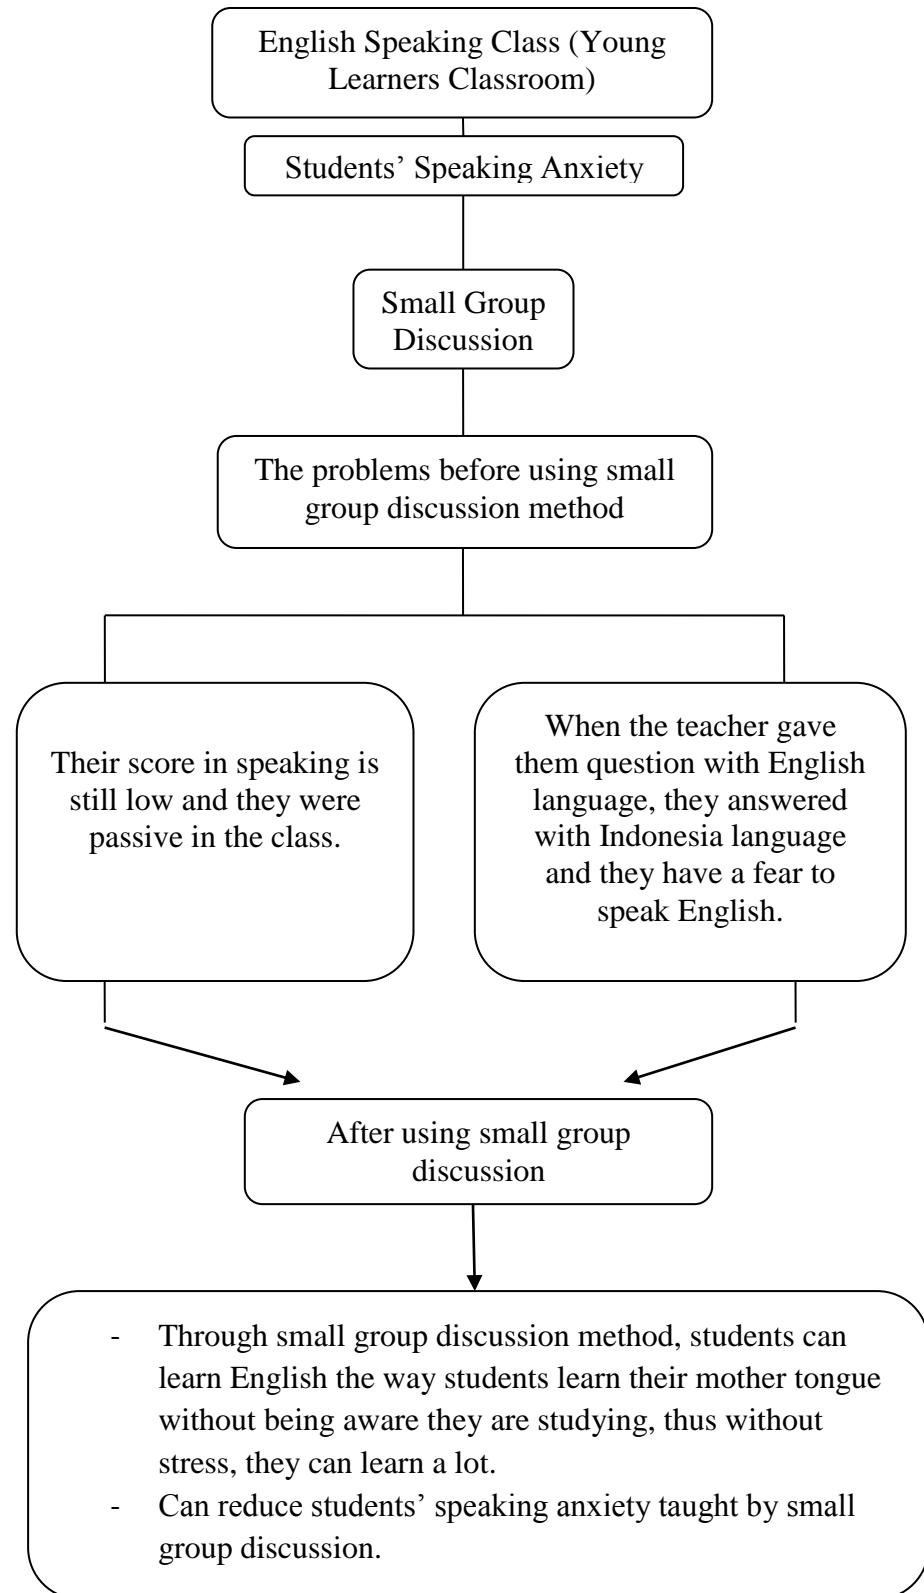 English Speaking Class (Young
Learners Classroom)
Students’ Speaking Anxiety
Small Group
Discussion
The problems before using small
group discussion method
Their score in speaking is
still low and they were
passive in the class.
When the teacher gave
them question with English
language, they answered
with Indonesia language
and they have a fear to
speak English.
After using small group
discussion
- Through small group discussion method, students can
learn English the way students learn their mother tongue
without being aware they are studying, thus without
stress, they can learn a lot.
- Can reduce students’ speaking anxiety taught by small
group discussion.